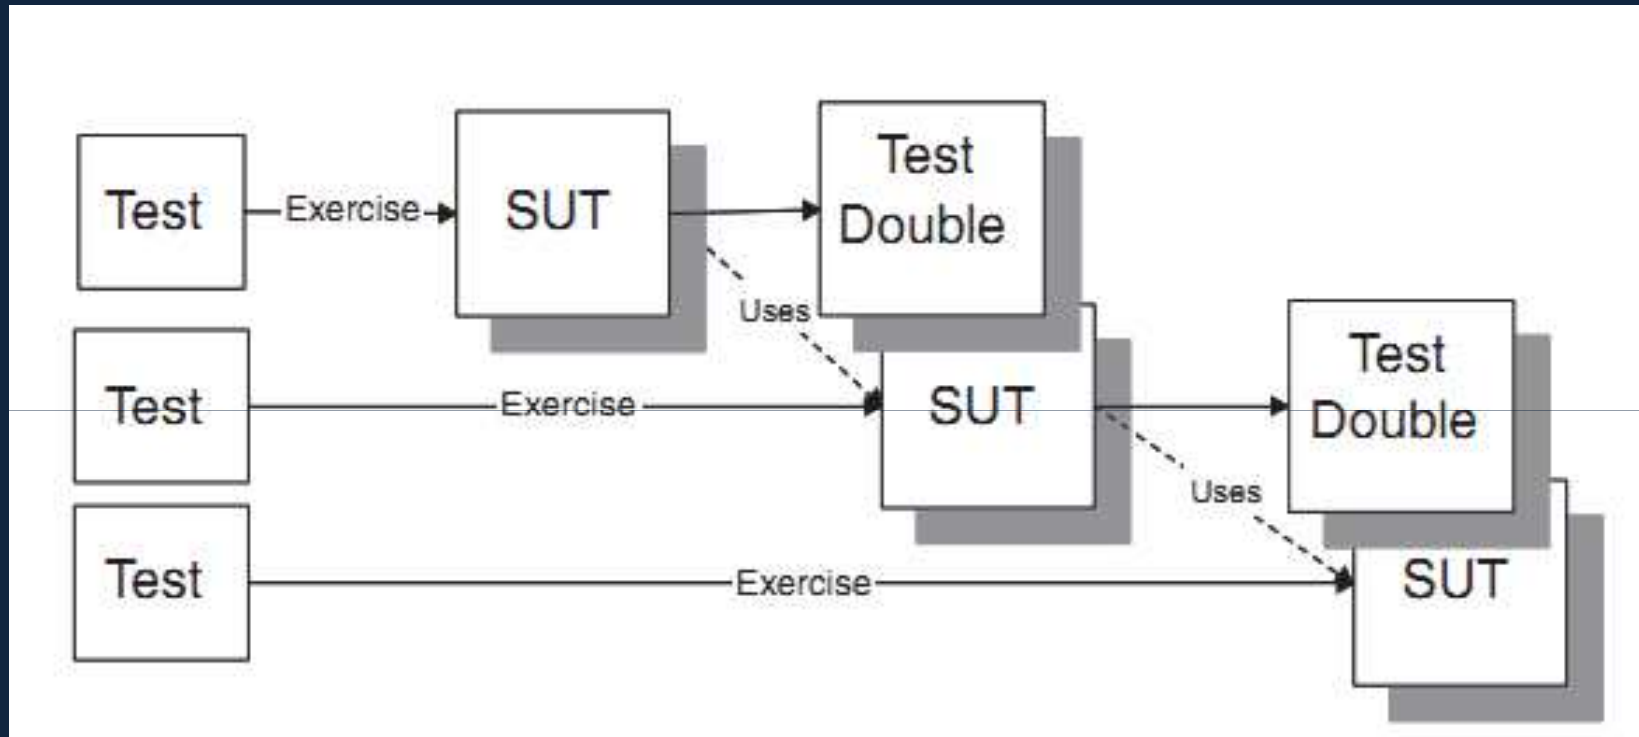 Test
Exercise
SUT
Test
Double
Uses
Test
Exercise
SUT
Test
Double
Uses
Test
Exercise
SUT